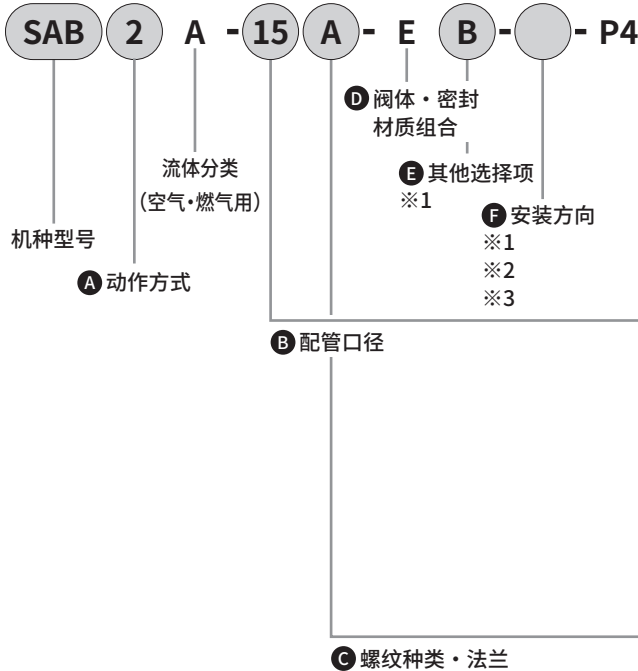 SAB 2 A - 15 A - E B - - P4
D 阀体・密封
材质组合
流体分类
（空气・燃气用）
E 其他选择项
※1
机种型号
F 安装方向
※1
※2
※3
A 动作方式
B 配管口径
C 螺纹种类・法兰